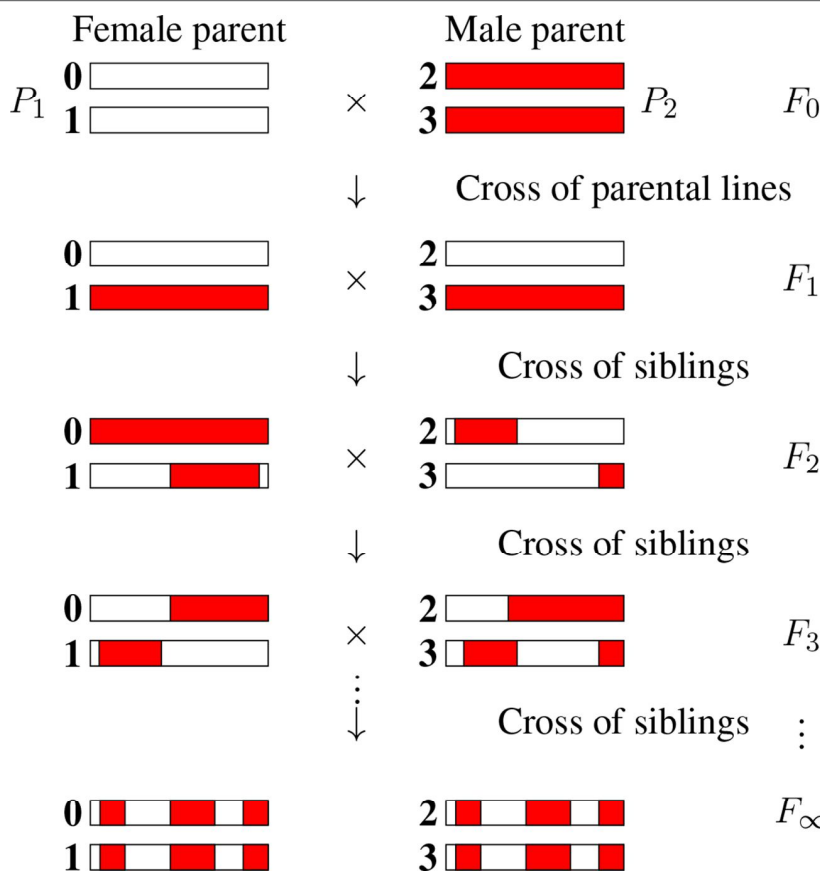 Female parent Male parent
0 2
P₁ × P₂ F₀
1 3
↓ Cross of parental lines
0 2
× F₁
1 3
↓ Cross of siblings
0 2
× F₂
1 3
↓ Cross of siblings
0 2
× F₃
1 3
⋮
↓ Cross of siblings ⋮
0 2 F∞
1 3